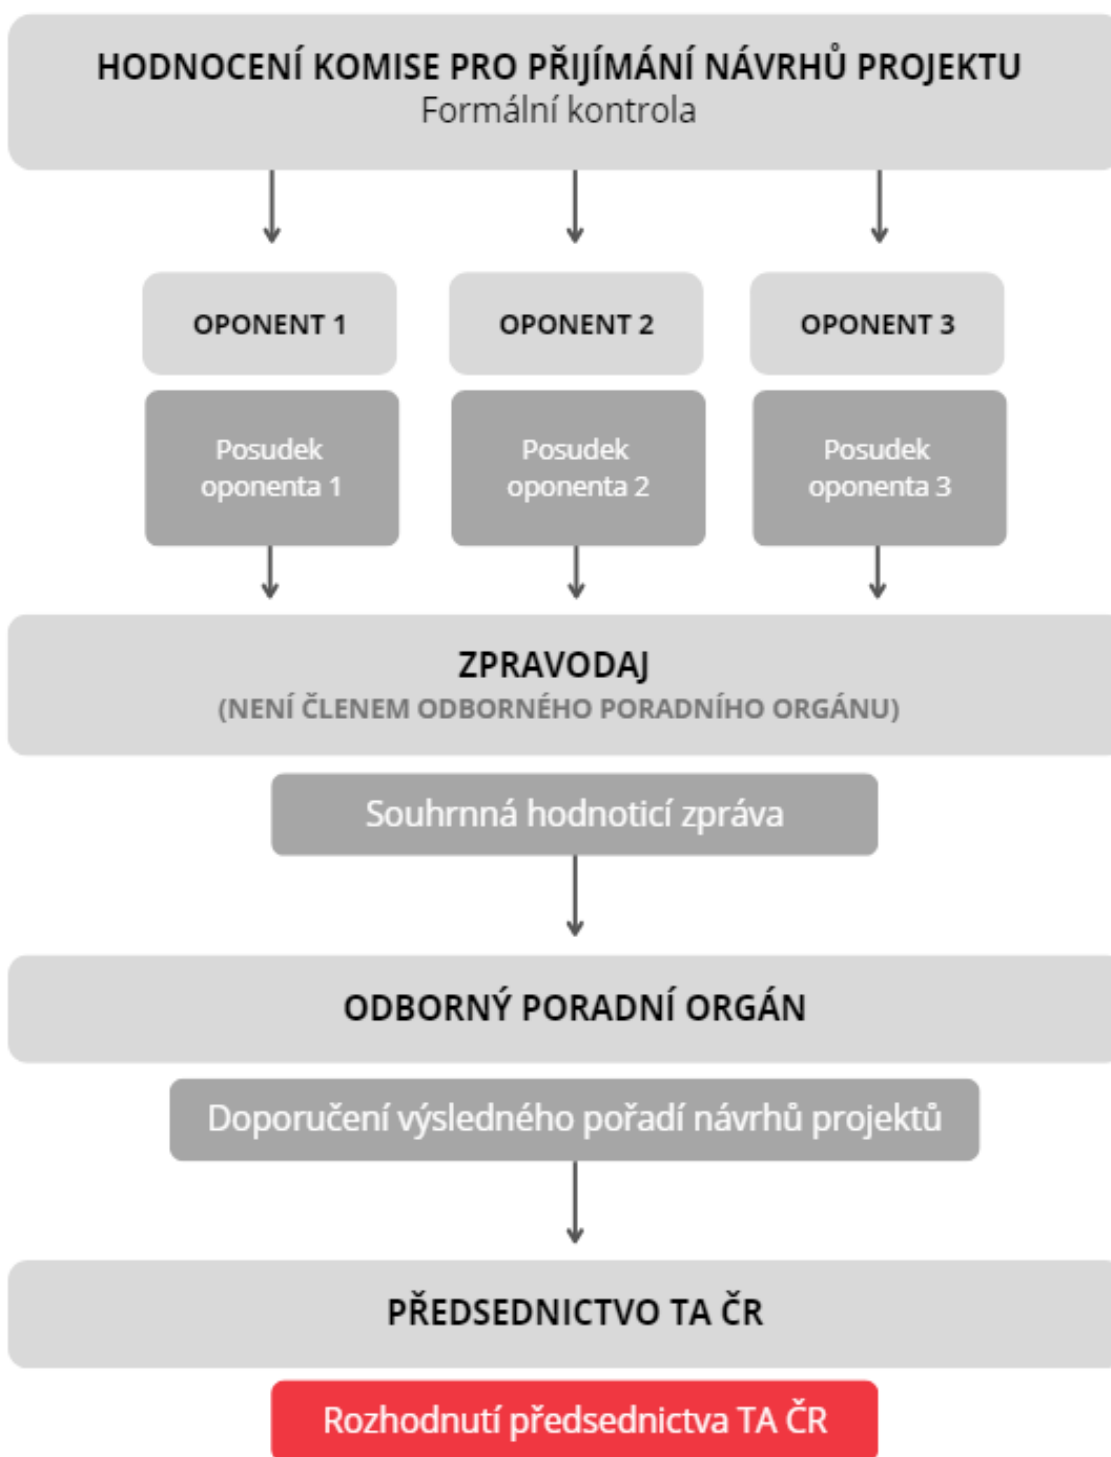 HODNOCENÍ KOMISE PRO PŘIJÍMÁNÍ NÁVRHŮ PROJEKTU
Formální kontrola
OPONENT 1
OPONENT 2
OPONENT 3
Posudek
oponenta 1
Posudek
oponenta 2
Posudek
oponenta 3
ZPRAVODAJ
(NENÍ ČLENEM ODBORNÉHO PORADNÍHO ORGÁNU)
Souhrnná hodnoticí zpráva
ODBORNÝ PORADNÍ ORGÁN
Doporučení výsledného pořadí návrhů projektů
PŘEDSEDNICTVO TA ČR
Rozhodnutí předsednictva TA ČR